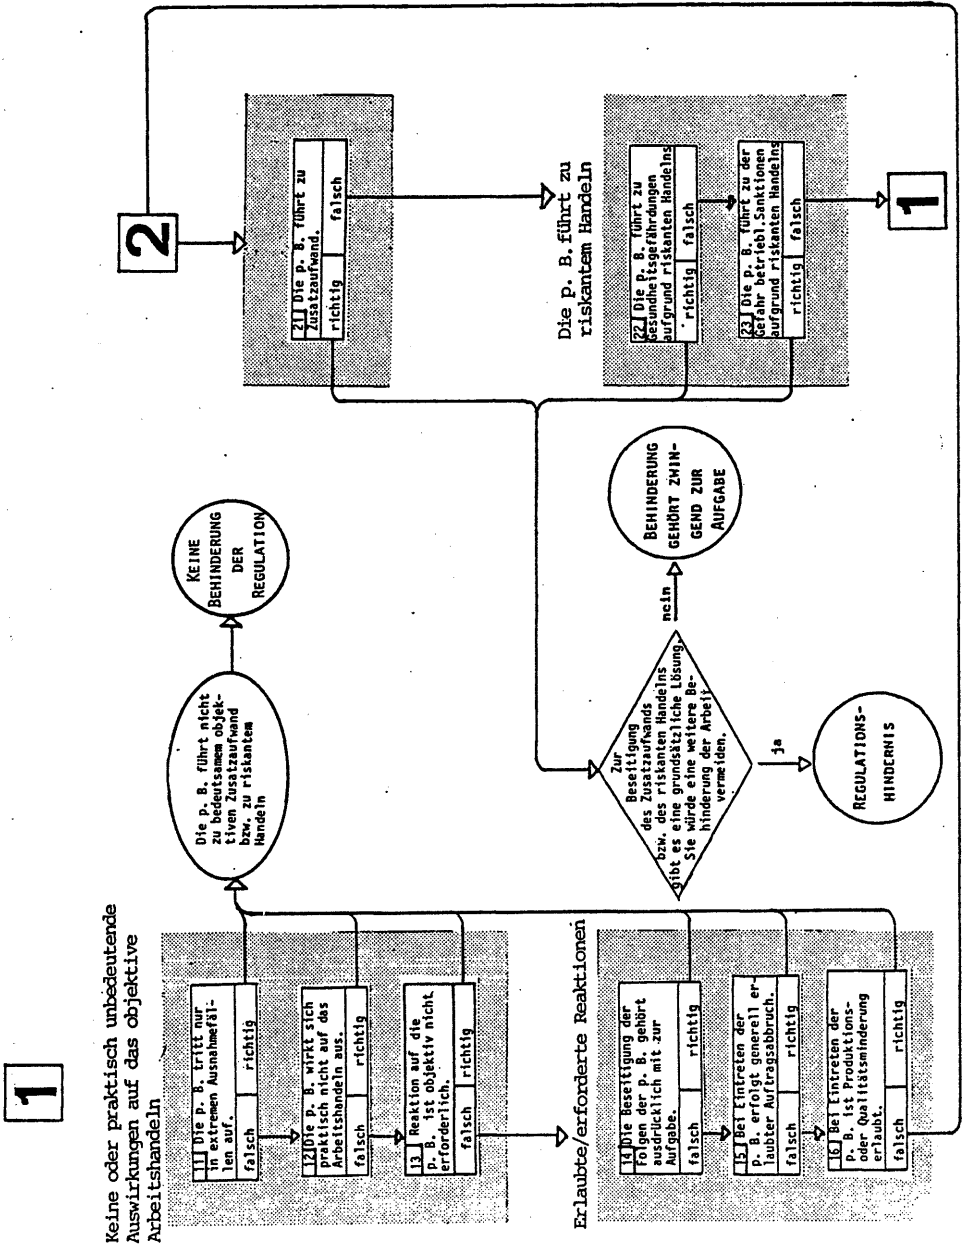 1
Keine oder praktisch unbedeutende
Auswirkungen auf das objektive
Arbeitshandeln
11 Die p. B. tritt nur
in extremen Ausnahmefäl-
len auf.
falsch richtig
12 Die p. B. wirkt sich
praktisch nicht auf das
Arbeitshandeln aus.
falsch richtig
13 Reaktion auf die
p. B. ist objektiv nicht
erforderlich.
falsch richtig
Erlaubte/erforderte Reaktionen
14 Die Beseitigung der
Folgen der p. B. gehört
ausdrücklich mit zur
Aufgabe.
falsch richtig
15 Bei Eintreten der
p. B. erfolgt generell er-
laubter Auftragsabbruch.
falsch richtig
16 Bei Eintreten der
p. B. ist Produktions-
oder Qualitätsminderung
erlaubt.
falsch richtig
Die p. B. führt nicht
zu bedeutsamem objek-
tiven Zusatzaufwand
bzw. zu riskantem
Handeln
KEINE
BEHINDERUNG
DER
REGULATION
Zur
Beseitigung
des Zusatzaufwands
bzw. des riskanten Handelns
gibt es eine grundsätzliche Lösung.
Sie würde eine weitere Be-
hinderung der Arbeit
vermeiden.
nein
ja
BEHINDERUNG
GEHÖRT ZWIN-
GEND ZUR
AUFGABE
REGULATIONS-
HINDERNIS
2
21 Die p. B. führt zu
Zusatzaufwand.
richtig falsch
Die p. B. führt zu
riskantem Handeln
22 Die p. B. führt zu
Gesundheitsgefährdungen
aufgrund riskanten Handelns
richtig falsch
23 Die p. B. führt zu der
Gefahr betriebl. Sanktionen
aufgrund riskanten Handelns
richtig falsch
1